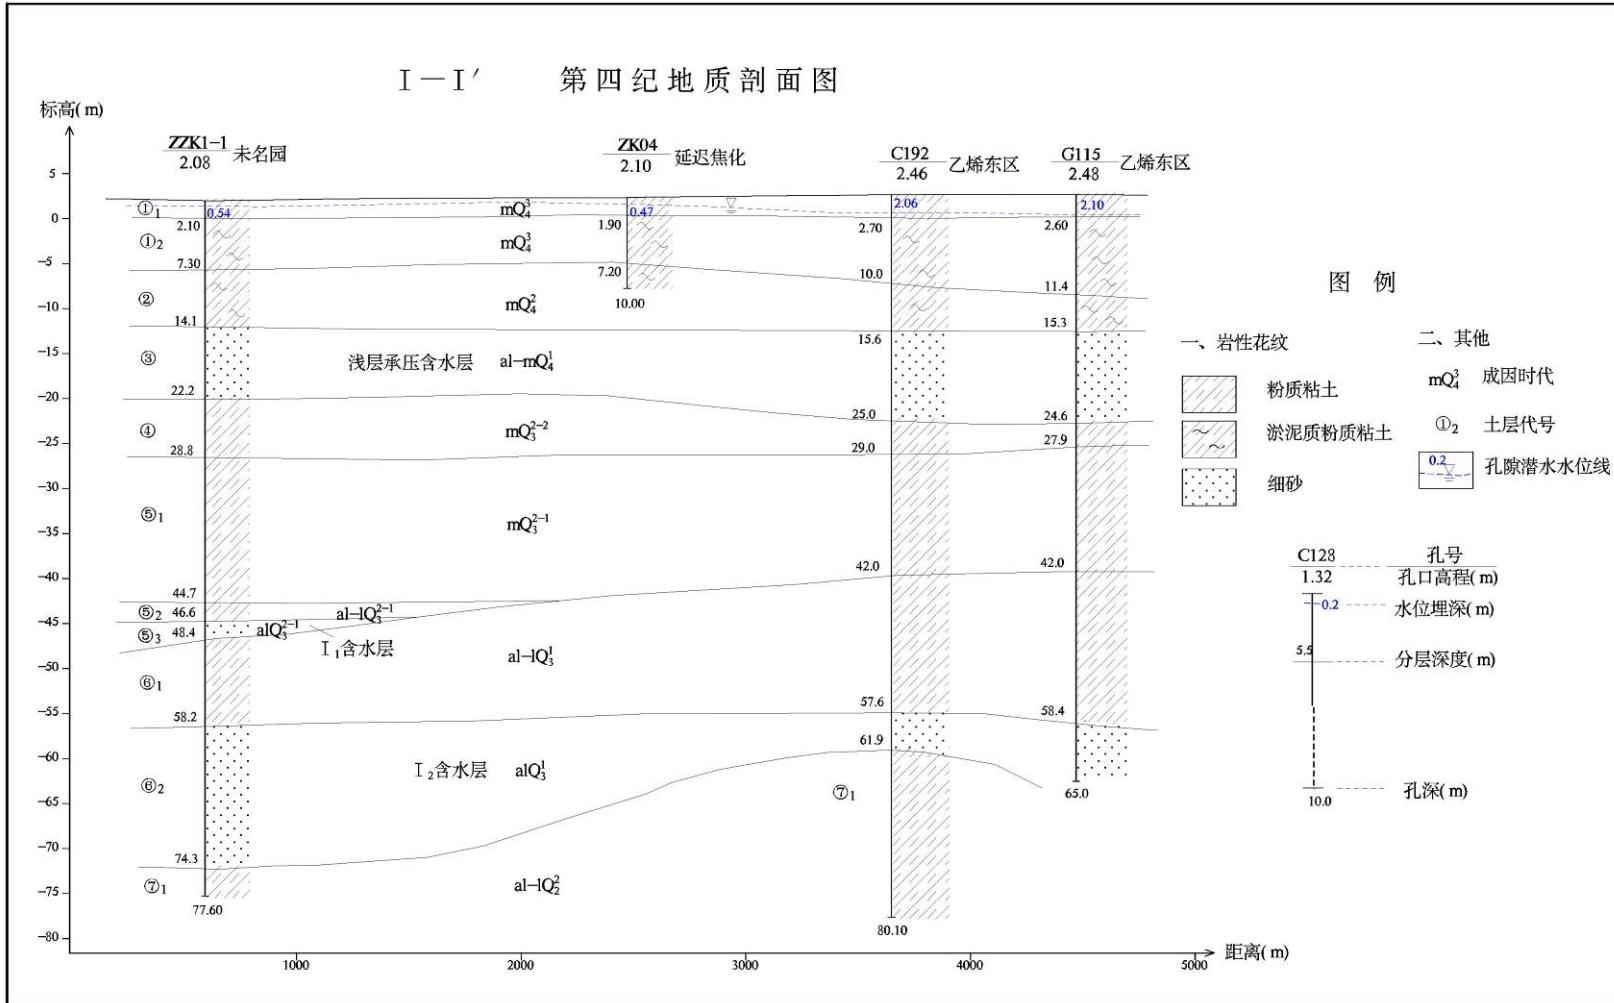 I－I′ 第四纪地质剖面图
标高(m)
ZZK1-1
2.08
未名园
ZK04
2.10
延迟焦化
C192
2.46
乙烯东区
G115
2.48
乙烯东区
5
0
-5
-10
-15
-20
-25
-30
-35
-40
-45
-50
-55
-60
-65
-70
-75
-80
①1
①2
②
③
④
⑤1
⑤2
⑤3
⑥1
⑥2
⑦1
0.54
2.10
7.30
14.1
22.2
28.8
44.7
46.6
48.4
58.2
74.3
77.60
mQ₄³
mQ₄³
mQ₄²
浅层承压含水层 al-mQ₄¹
mQ₃²⁻²
mQ₃²⁻¹
al-lQ₃²⁻¹
alQ₃²⁻¹
I₁含水层
al-lQ₃¹
I₂含水层 alQ₃¹
al-lQ₂²
0.47
1.90
7.20
10.00
2.06
2.70
10.0
15.6
25.0
29.0
42.0
57.6
61.9
⑦1
80.10
2.10
2.60
11.4
15.3
24.6
27.9
42.0
58.4
65.0
1000
2000
3000
4000
5000
距离(m)
图 例
一、岩性花纹
粉质粘土
淤泥质粉质粘土
细砂
二、其他
mQ₄³ 成因时代
①2 土层代号
0.2 孔隙潜水水位线
C128 孔号
1.32 孔口高程(m)
0.2 水位埋深(m)
5.5 分层深度(m)
10.0 孔深(m)